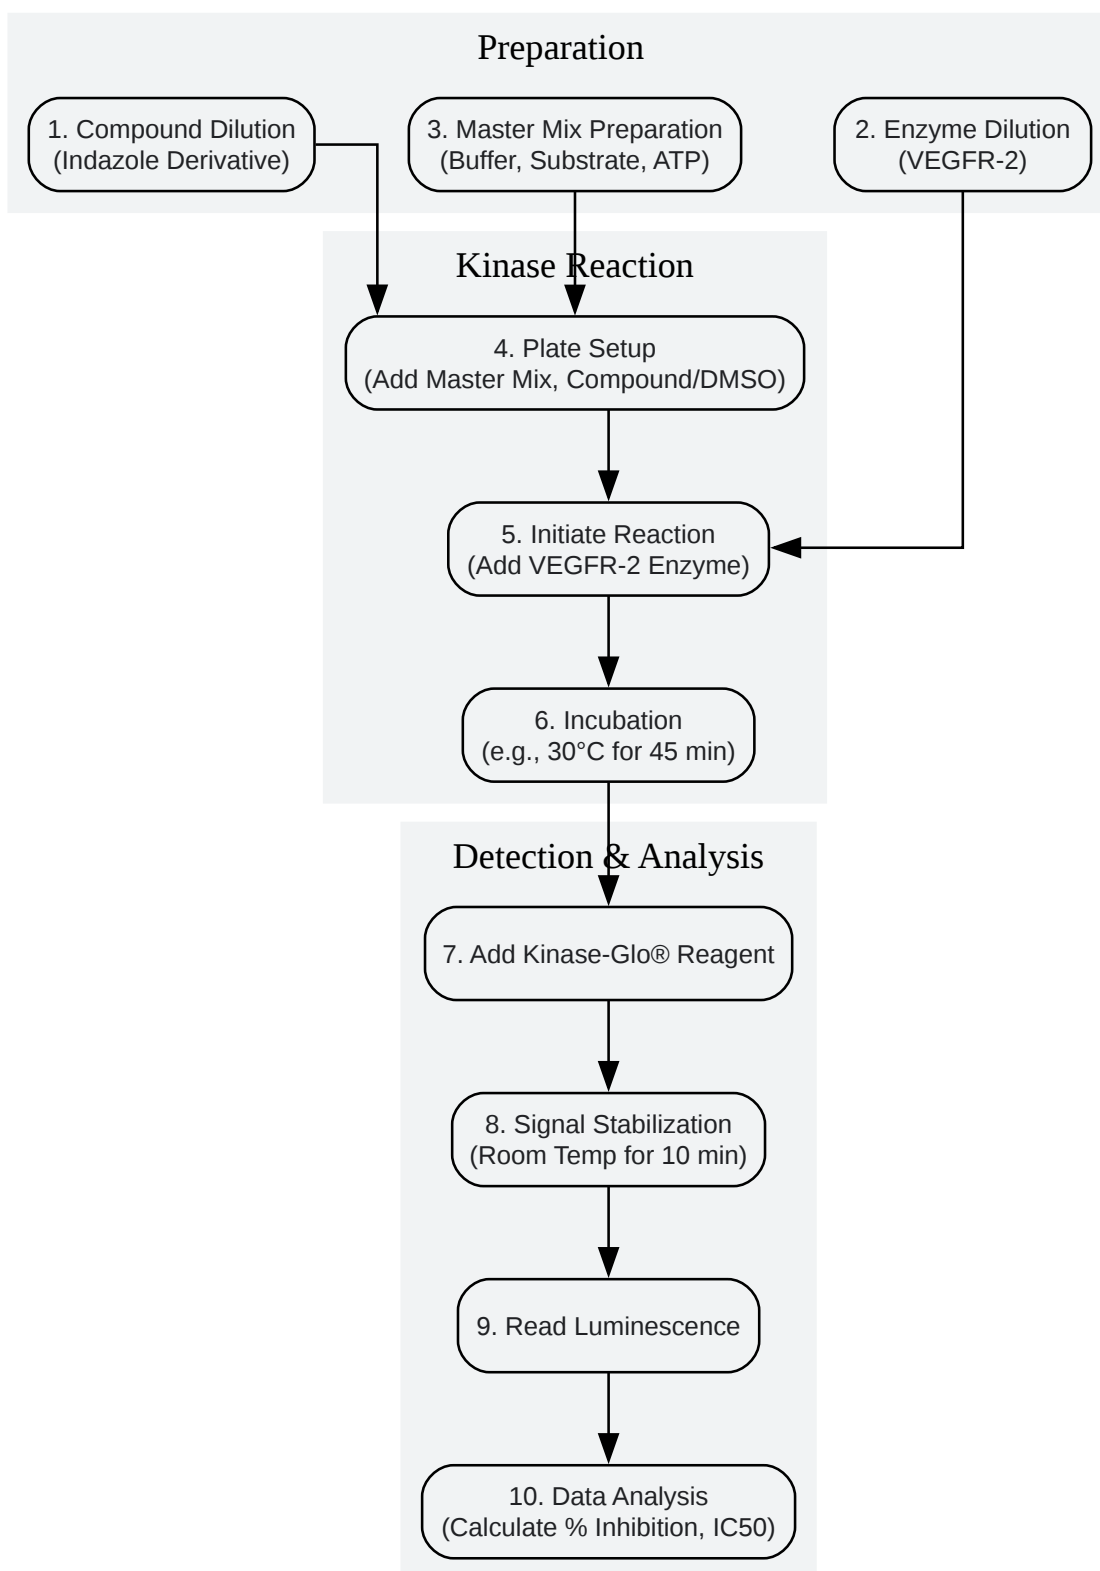 Preparation
1. Compound Dilution
(Indazole Derivative)
3. Master Mix Preparation
(Buffer, Substrate, ATP)
2. Enzyme Dilution
(VEGFR-2)
Kinase Reaction
4. Plate Setup
(Add Master Mix, Compound/DMSO)
5. Initiate Reaction
(Add VEGFR-2 Enzyme)
6. Incubation
(e.g., 30°C for 45 min)
Detection & Analysis
7. Add Kinase-Glo® Reagent
8. Signal Stabilization
(Room Temp for 10 min)
9. Read Luminescence
10. Data Analysis
(Calculate % Inhibition, IC50)